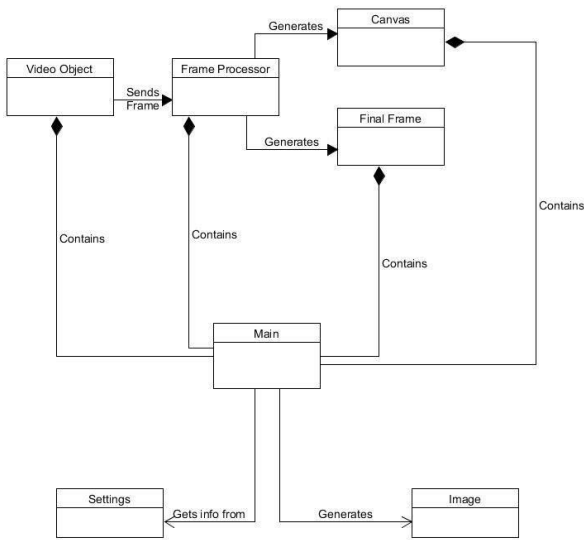 Canvas
Generates
Video Object
Frame Processor
Sends
Frame
Final Frame
Generates
Contains
Contains
Contains
Contains
Main
Settings
Image
Gets info from
Generates